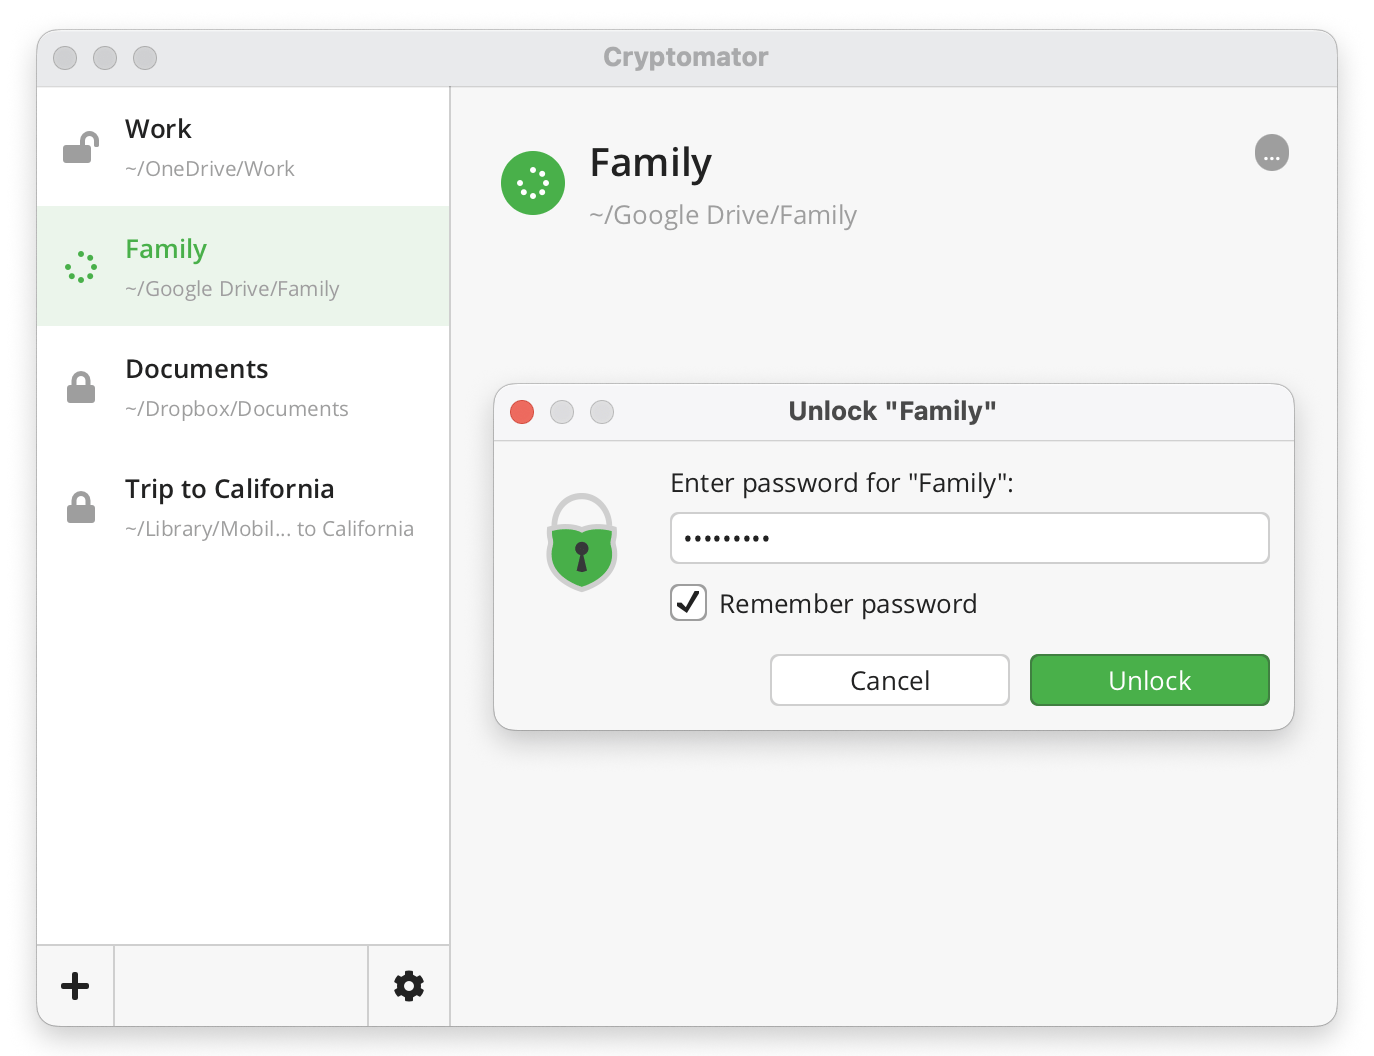 Cryptomator
Work
~/OneDrive/Work
Family
~/Google Drive/Family
Documents
~/Dropbox/Documents
Trip to California
~/Library/Mobil... to California
Family
~/Google Drive/Family
...
Unlock "Family"
Enter password for "Family":
•••••••••
Remember password
Cancel
Unlock